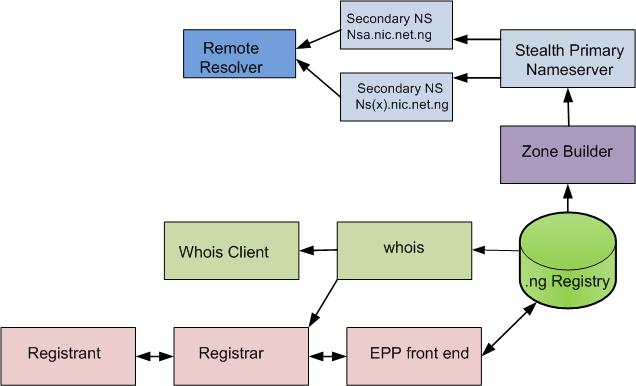 Secondary NS
Nsa.nic.net.ng
Remote
Resolver
Stealth Primary
Nameserver
Secondary NS
Ns(x).nic.net.ng
Zone Builder
Whois Client
whois
.ng Registry
Registrant
Registrar
EPP front end